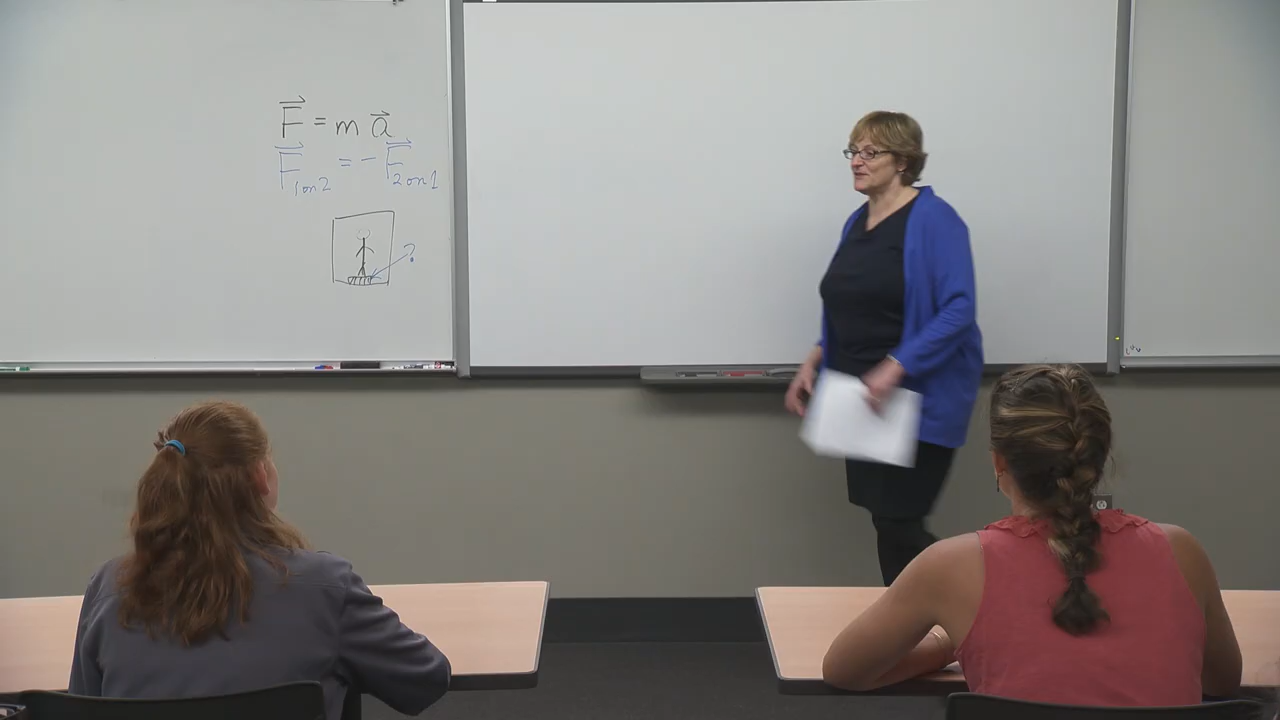 F⃗ = m a⃗
F⃗₁ₒₙ₂ = - F⃗₂ₒₙ₁
?